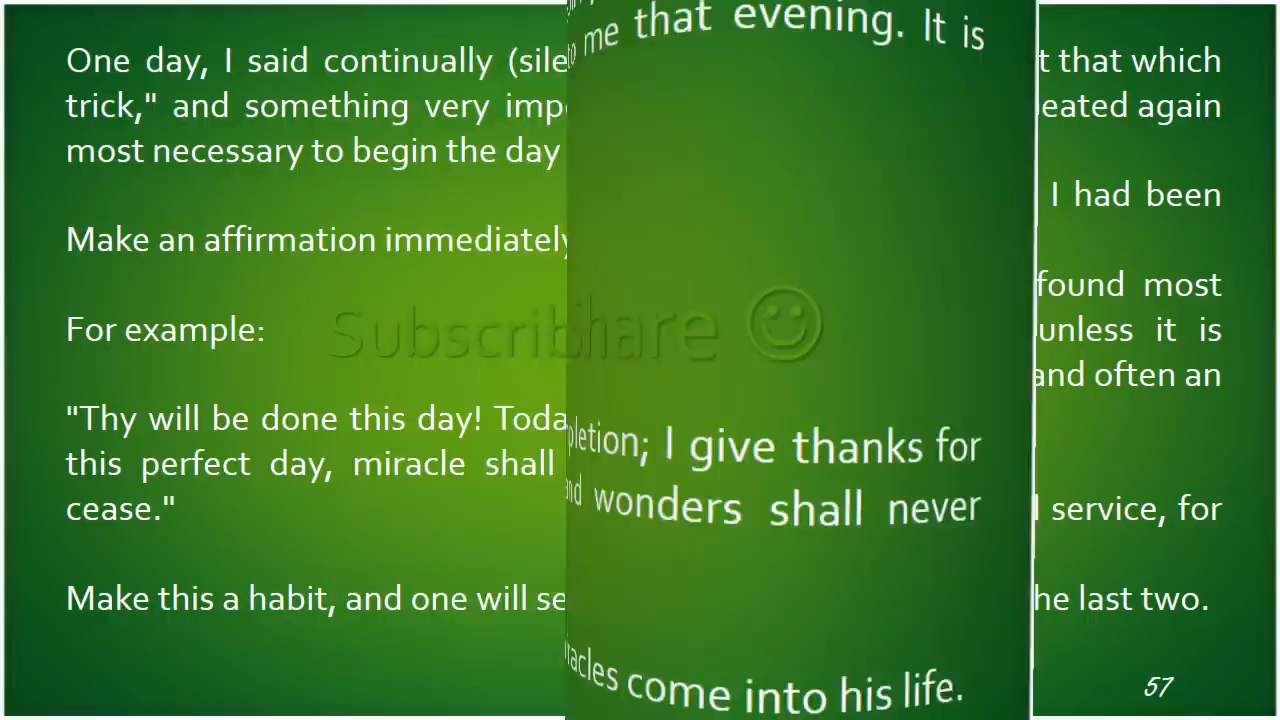 One day, I said continually (sile
trick," and something very imp
most necessary to begin the day
Make an affirmation immediately
For example:
"Thy will be done this day! Toda
this perfect day, miracle shall
cease."
Make this a habit, and one will se
me that evening. It is
Subscrib hare ☺
pletion; I give thanks for
wonders shall never
racles come into his life.
t that which
eated again
I had been
found most
unless it is
and often an
service, for
he last two.
57